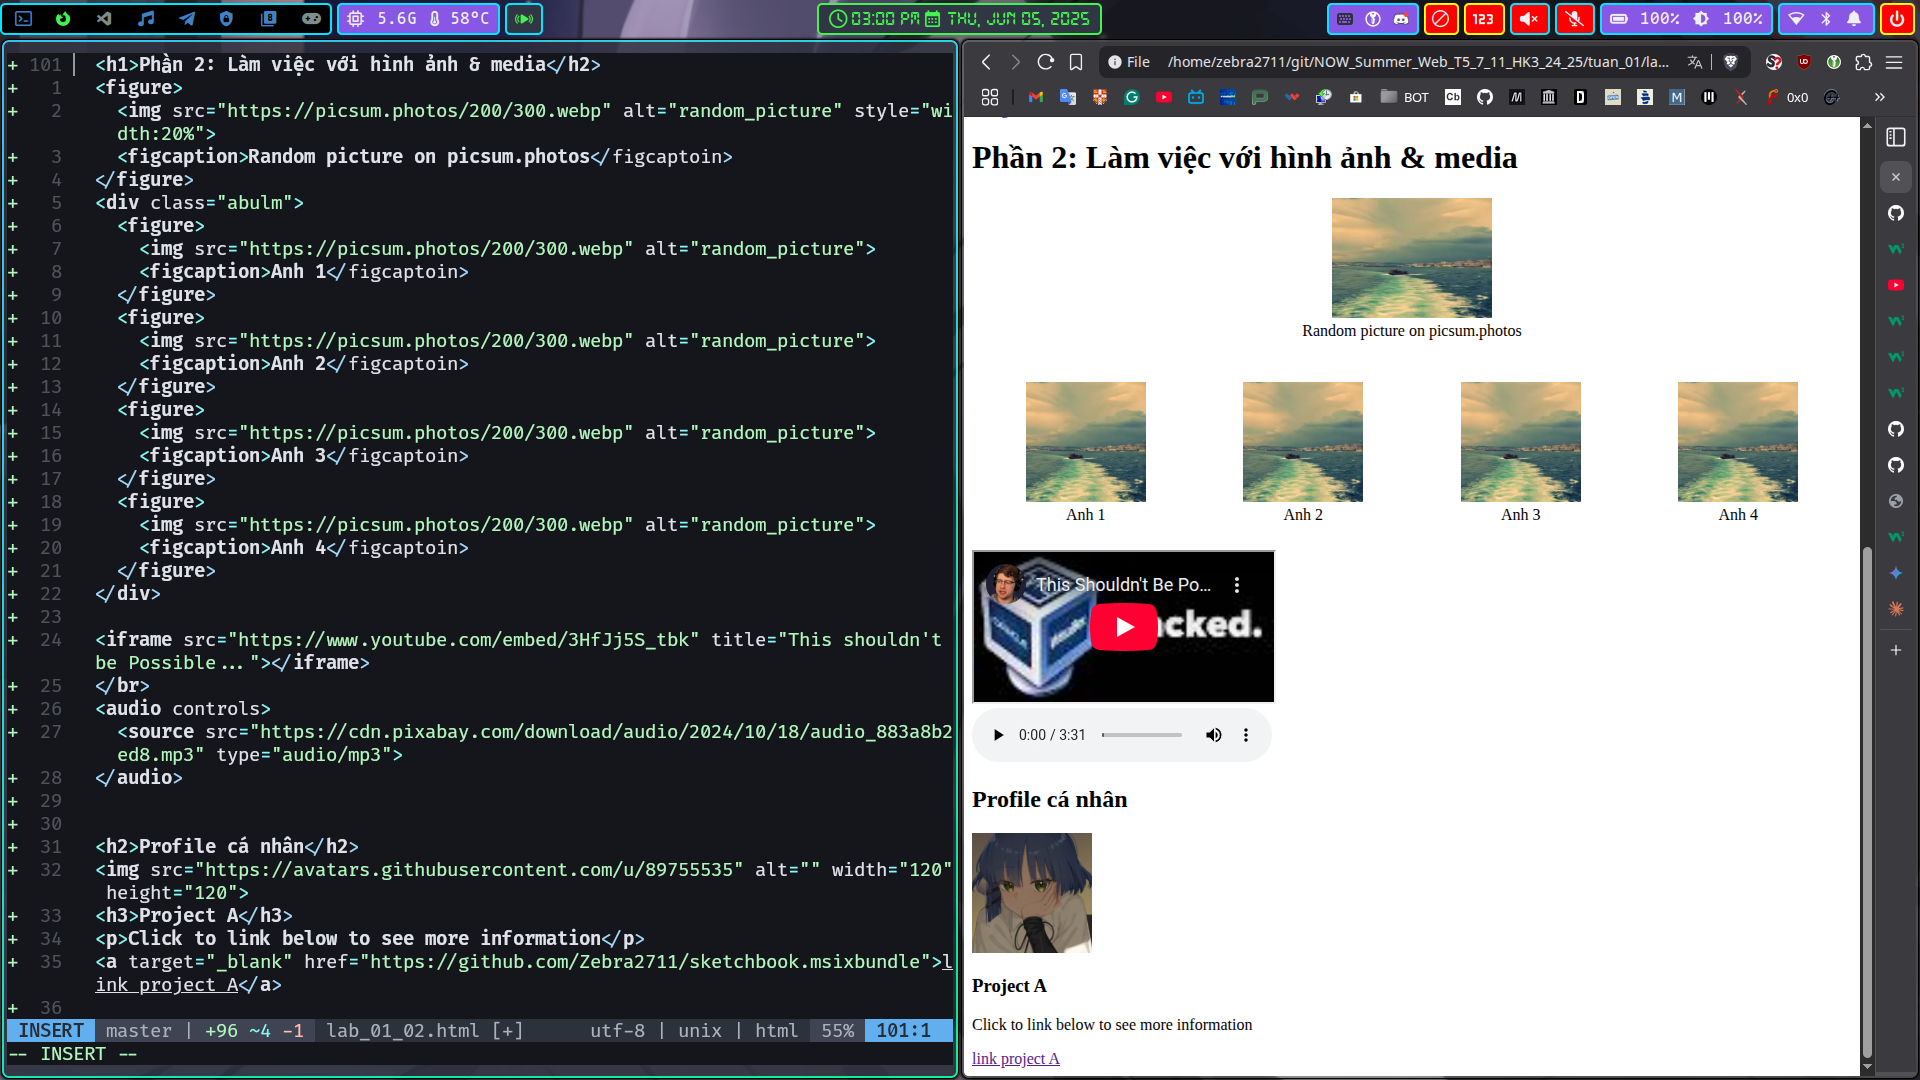 5.6G 58°C
03:00 PM THU, JUN 05, 2025
123
100% 100%
+ 101 <h1>Phần 2: Làm việc với hình ảnh & media</h2>
+ 1 <figure>
+ 2 <img src="https://picsum.photos/200/300.webp" alt="random_picture" style="wi
dth:20%">
+ 3 <figcaption>Random picture on picsum.photos</figcaptoin>
+ 4 </figure>
+ 5 <div class="abulm">
+ 6 <figure>
+ 7 <img src="https://picsum.photos/200/300.webp" alt="random_picture">
+ 8 <figcaption>Anh 1</figcaptoin>
+ 9 </figure>
+ 10 <figure>
+ 11 <img src="https://picsum.photos/200/300.webp" alt="random_picture">
+ 12 <figcaption>Anh 2</figcaptoin>
+ 13 </figure>
+ 14 <figure>
+ 15 <img src="https://picsum.photos/200/300.webp" alt="random_picture">
+ 16 <figcaption>Anh 3</figcaptoin>
+ 17 </figure>
+ 18 <figure>
+ 19 <img src="https://picsum.photos/200/300.webp" alt="random_picture">
+ 20 <figcaption>Anh 4</figcaptoin>
+ 21 </figure>
+ 22 </div>
+ 23
+ 24 <iframe src="https://www.youtube.com/embed/3HfJj5S_tbk" title="This shouldn't
be Possible..."></iframe>
+ 25 </br>
+ 26 <audio controls>
+ 27 <source src="https://cdn.pixabay.com/download/audio/2024/10/18/audio_883a8b2
ed8.mp3" type="audio/mp3">
+ 28 </audio>
+ 29
+ 30
+ 31 <h2>Profile cá nhân</h2>
+ 32 <img src="https://avatars.githubusercontent.com/u/89755535" alt="" width="120"
height="120">
+ 33 <h3>Project A</h3>
+ 34 <p>Click to link below to see more information</p>
+ 35 <a target="_blank" href="https://github.com/Zebra2711/sketchbook.msixbundle">l
ink project A</a>
+ 36
INSERT master | +96 ~4 -1 lab_01_02.html [+] utf-8 | unix | html 55% 101:1
-- INSERT --
File /home/zebra2711/git/NOW_Summer_Web_T5_7_11_HK3_24_25/tuan_01/la...
BOT Cb 0x0 »
Phần 2: Làm việc với hình ảnh & media
Random picture on picsum.photos
Anh 1 Anh 2 Anh 3 Anh 4
This Shouldn't Be Po...
cked.
0:00 / 3:31
Profile cá nhân
Project A
Click to link below to see more information
link project A